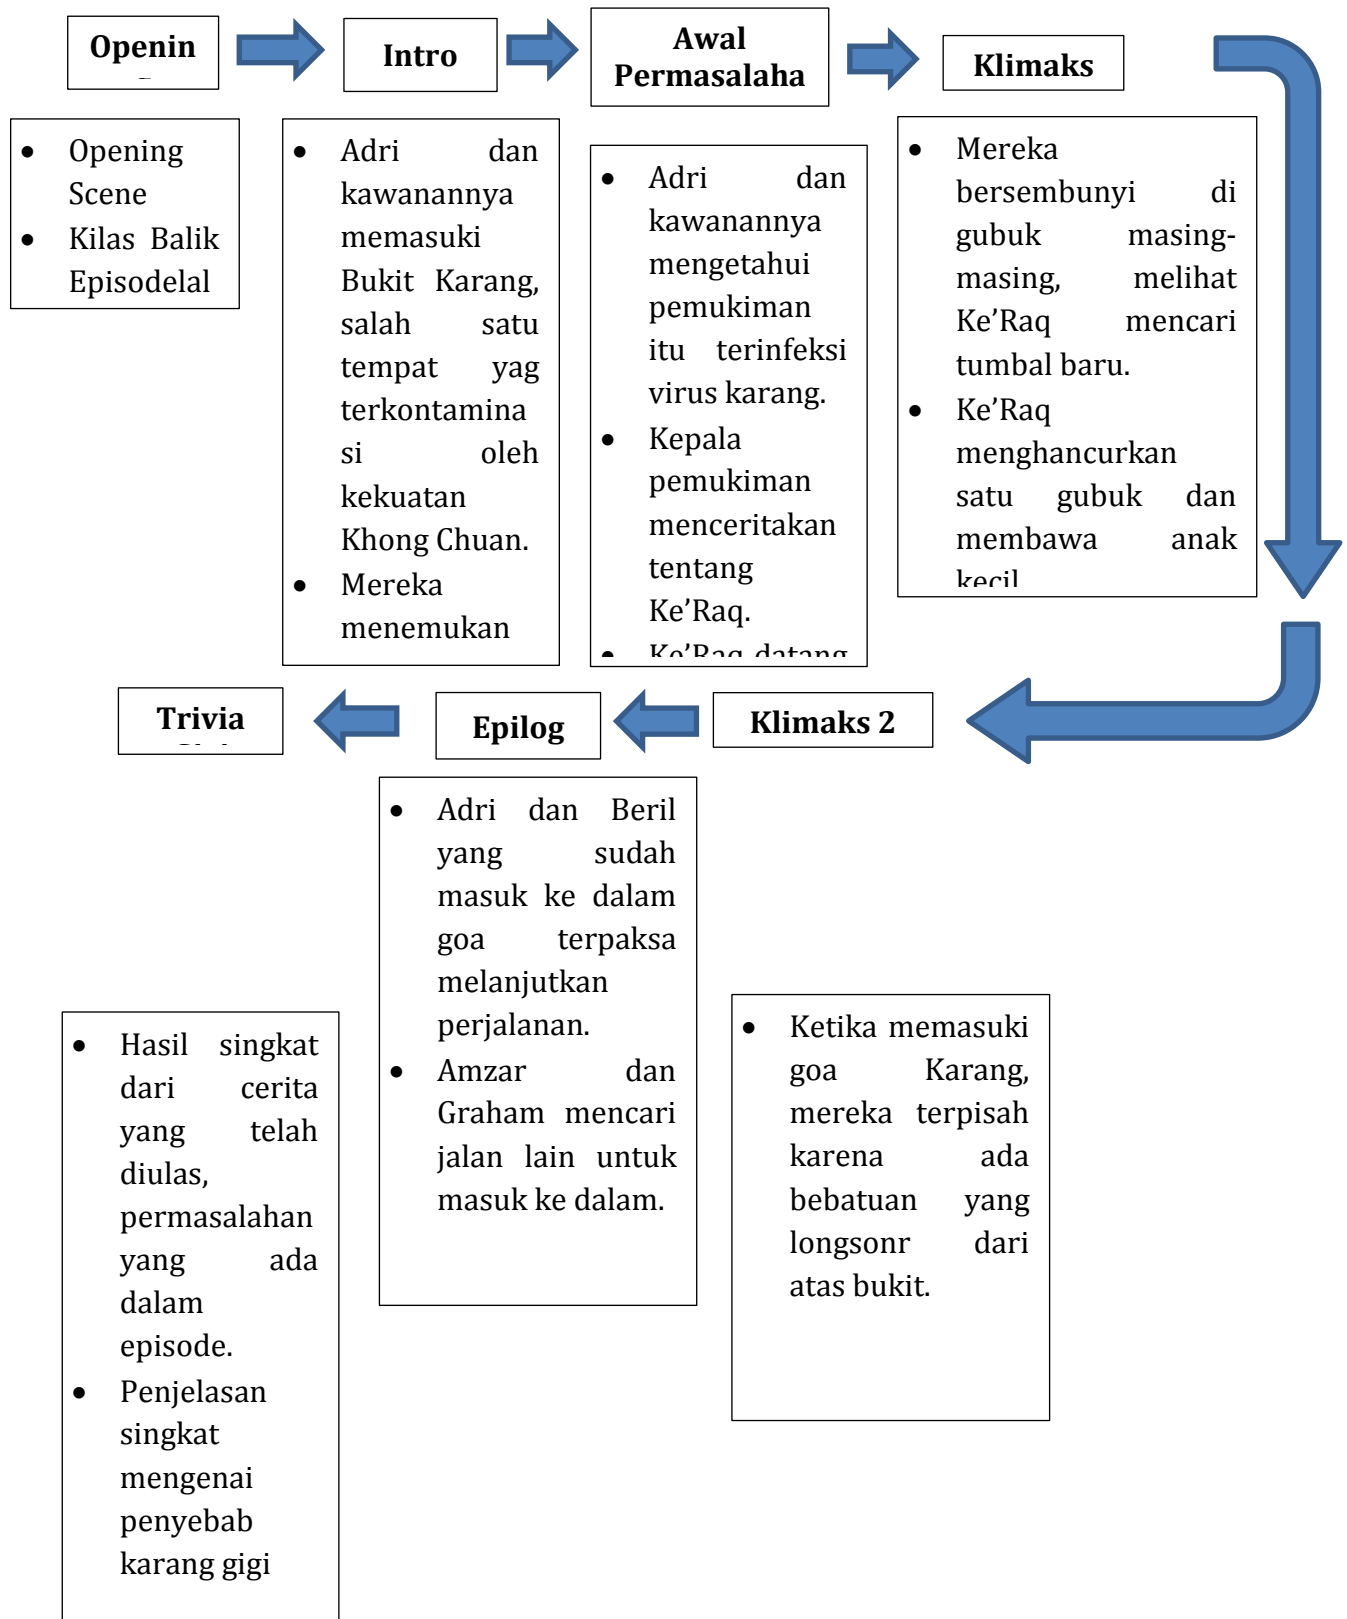 Openin
Intro
Awal
Permasalaha
Klimaks
• Opening
Scene
• Kilas Balik
Episodelal
• Adri dan
kawanannya
memasuki
Bukit Karang,
salah satu
tempat yag
terkontamina
si oleh
kekuatan
Khong Chuan.
• Mereka
menemukan
• Adri dan
kawanannya
mengetahui
pemukiman
itu terinfeksi
virus karang.
• Kepala
pemukiman
menceritakan
tentang
Ke’Raq.
• Ke’Raq datang
• Mereka
bersembunyi di
gubuk masing-
masing, melihat
Ke’Raq mencari
tumbal baru.
• Ke’Raq
menghancurkan
satu gubuk dan
membawa anak
kecil
Klimaks 2
Epilog
Trivia
• Ketika memasuki
goa Karang,
mereka terpisah
karena ada
bebatuan yang
longsonr dari
atas bukit.
• Adri dan Beril
yang sudah
masuk ke dalam
goa terpaksa
melanjutkan
perjalanan.
• Amzar dan
Graham mencari
jalan lain untuk
masuk ke dalam.
• Hasil singkat
dari cerita
yang telah
diulas,
permasalahan
yang ada
dalam
episode.
• Penjelasan
singkat
mengenai
penyebab
karang gigi